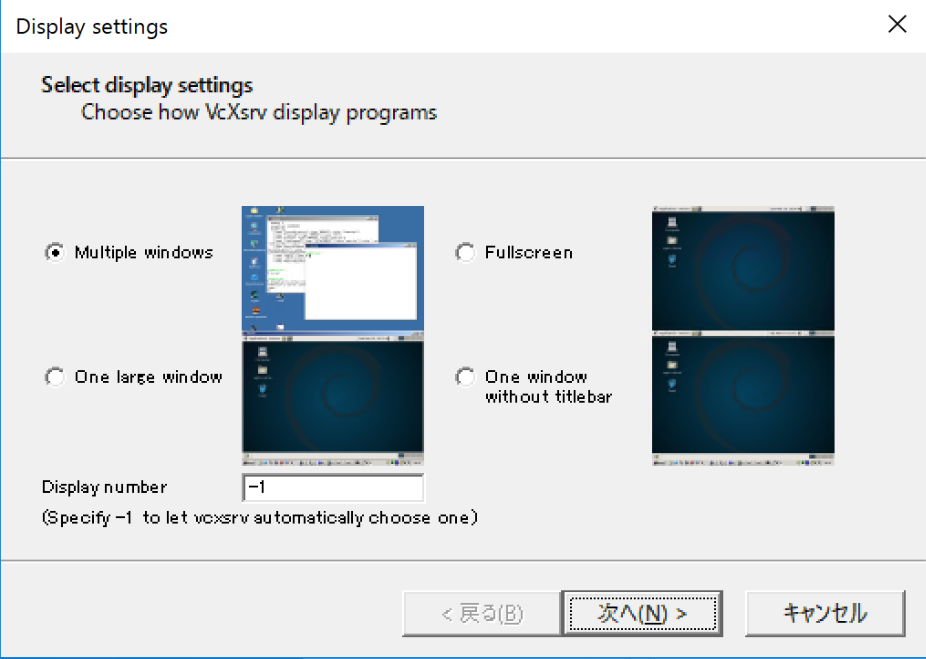 Display settings
Select display settings
Choose how VcXsrv display programs
Multiple windows
Fullscreen
One large window
One window
without titlebar
Display number
-1
(Specify -1 to let vcxsrv automatically choose one)
< 戻る(B)
次へ(N) >
キャンセル